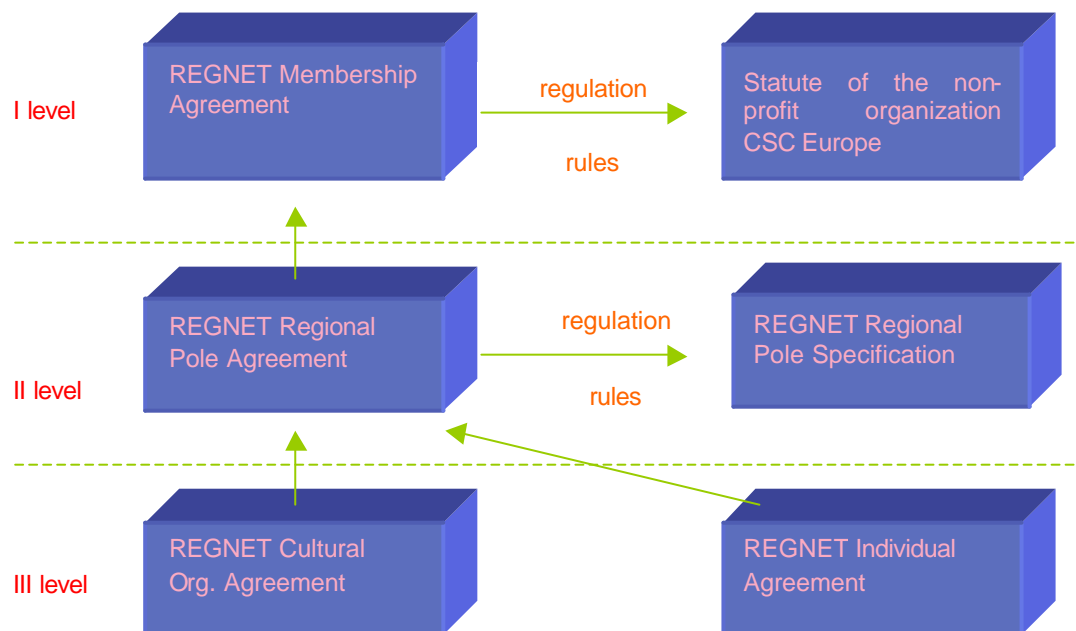 I level
REGNET Membership
Agreement
regulation
rules
Statute of the non-
profit organization
CSC Europe
II level
REGNET Regional
Pole Agreement
regulation
rules
REGNET Regional
Pole Specification
III level
REGNET Cultural
Org. Agreement
REGNET Individual
Agreement